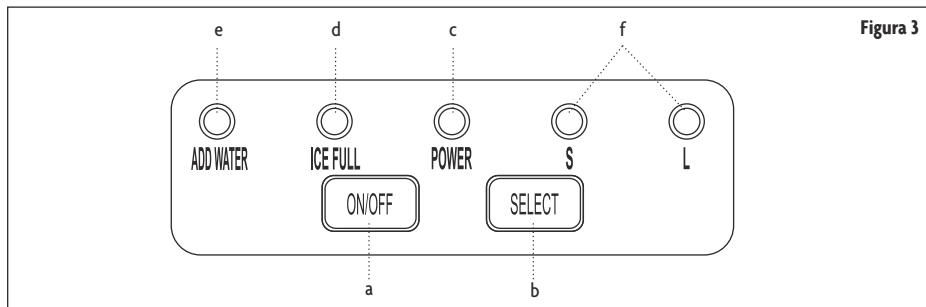 e d c f Figura 3
ADD WATER ICE FULL POWER S L
ON/OFF SELECT
a b